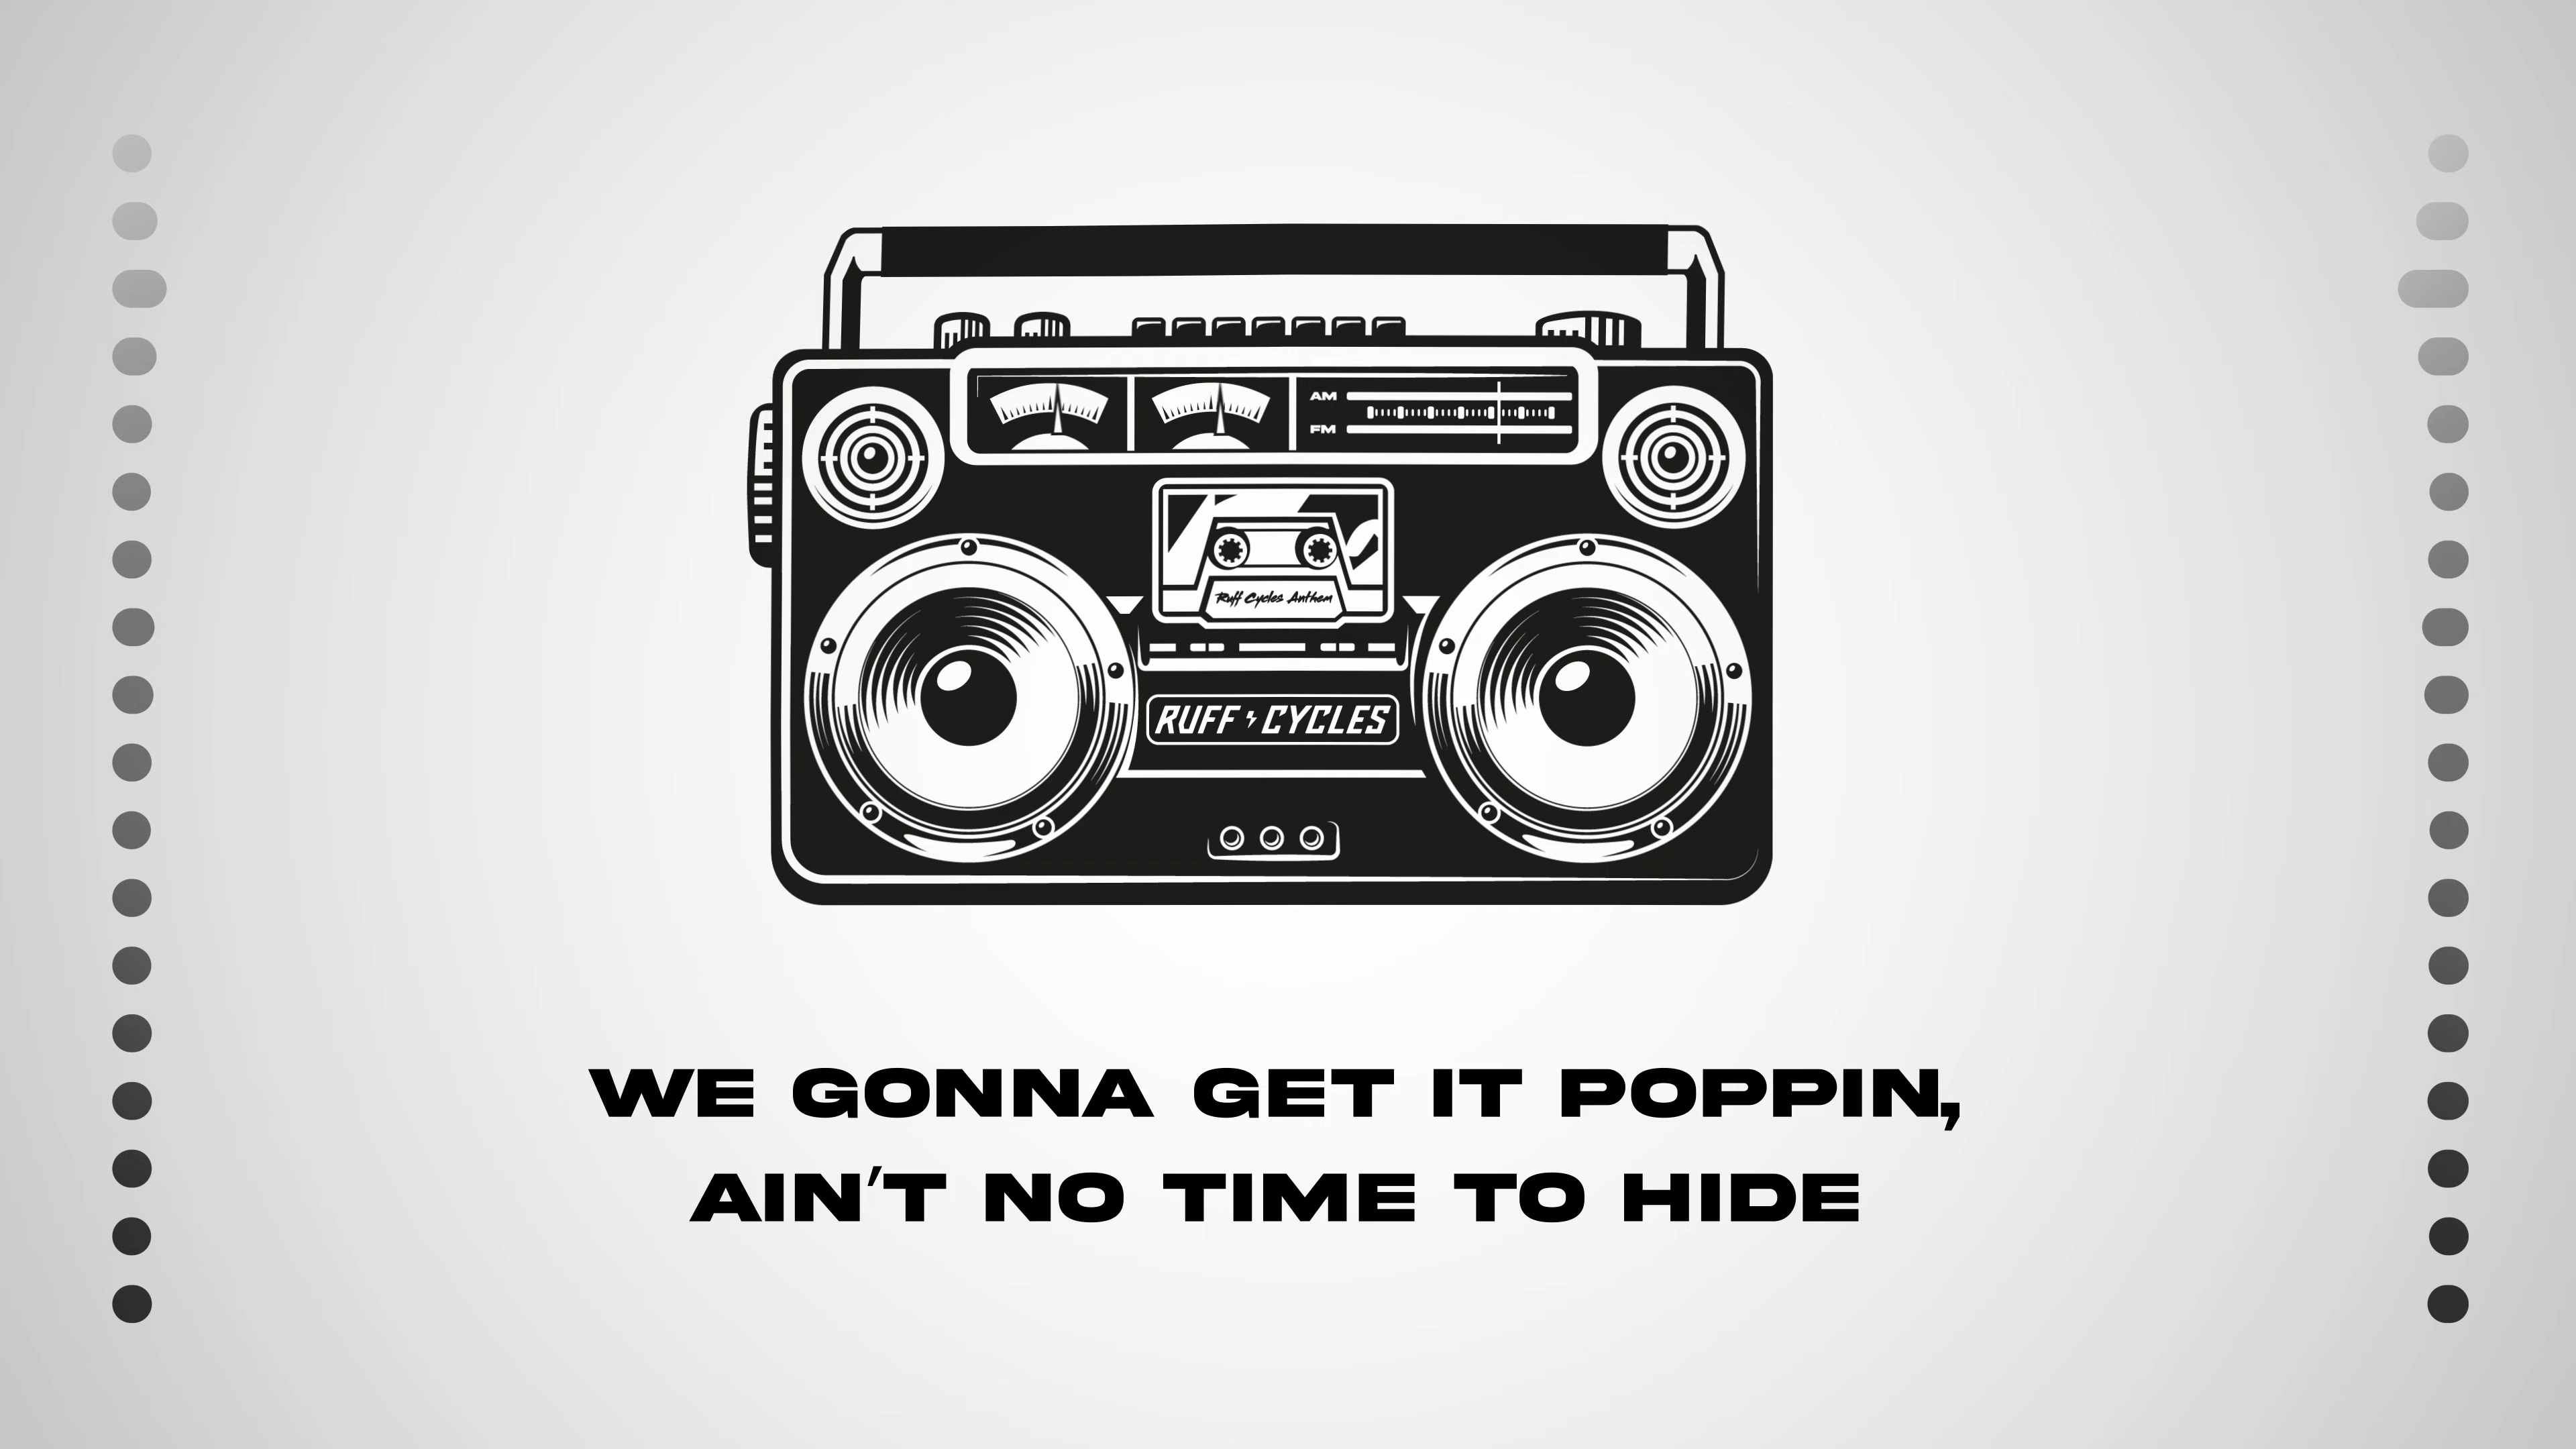 AM
FM
Ruff Cycles Anthem
RUFF CYCLES
WE GONNA GET IT POPPIN,
AIN'T NO TIME TO HIDE